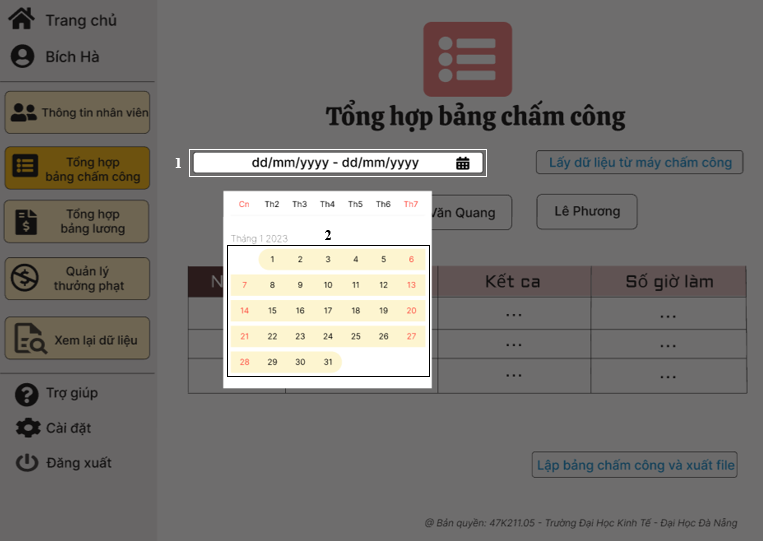 Trang chủ
Bích Hà
Thông tin nhân viên
Tổng hợp
bảng chấm công
Tổng hợp
bảng lương
Quản lý
thưởng phạt
Xem lại dữ liệu
Trợ giúp
Cài đặt
Đăng xuất
Tổng hợp bảng chấm công
1
dd/mm/yyyy - dd/mm/yyyy
Lấy dữ liệu từ máy chấm công
Cn Th2 Th3 Th4 Th5 Th6 Th7
Tháng 1 2023
2
1 2 3 4 5 6
7 8 9 10 11 12 13
14 15 16 17 18 19 20
21 22 23 24 25 26 27
28 29 30 31
Văn Quang
Lê Phương
N Kết ca Số giờ làm
... ...
... ...
... ...
Lập bảng chấm công và xuất file
@ Bản quyền: 47K211.05 - Trường Đại Học Kinh Tế - Đại Học Đà Nẵng